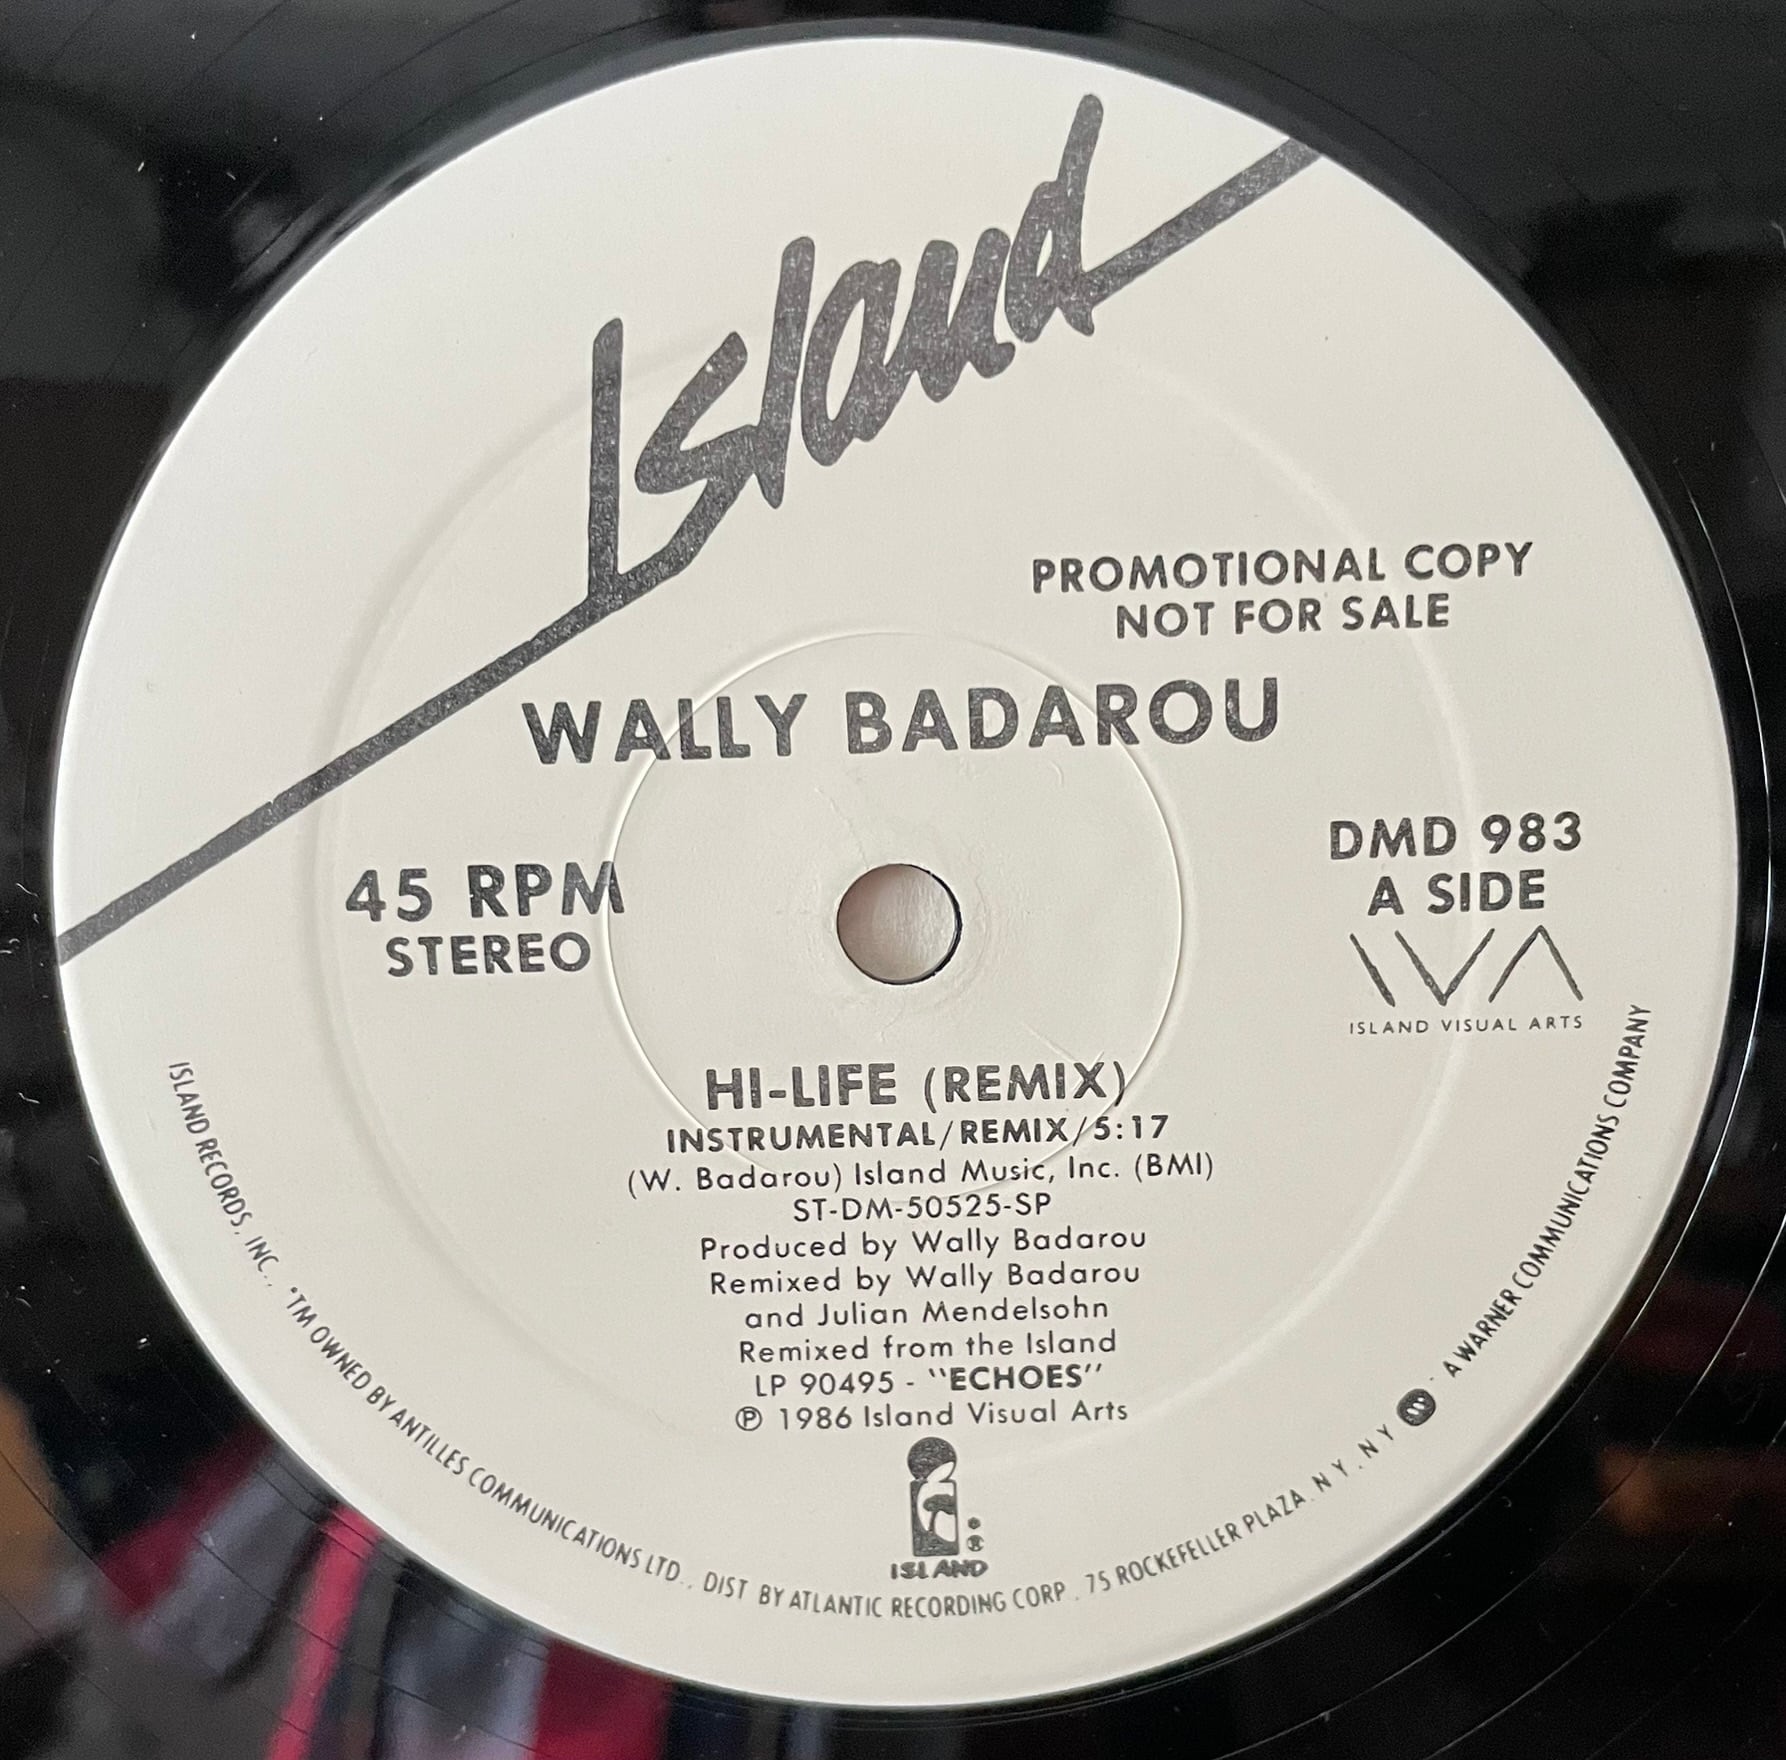 Island
PROMOTIONAL COPY
NOT FOR SALE
WALLY BADAROU
45 RPM
STEREO
DMD 983
A SIDE
IVA
ISLAND VISUAL ARTS
HI-LIFE (REMIX)
INSTRUMENTAL/REMIX/5:17
(W. Badarou) Island Music, Inc. (BMI)
ST-DM-50525-SP
Produced by Wally Badarou
Remixed by Wally Badarou
and Julian Mendelsohn
Remixed from the Island
LP 90495 - "ECHOES"
℗ 1986 Island Visual Arts
ISLAND
ISLAND RECORDS, INC., *TM OWNED BY ANTILLES COMMUNICATIONS LTD., DIST BY ATLANTIC RECORDING CORP. 75 ROCKEFELLER PLAZA. N Y. N Y · A WARNER COMMUNICATIONS COMPANY